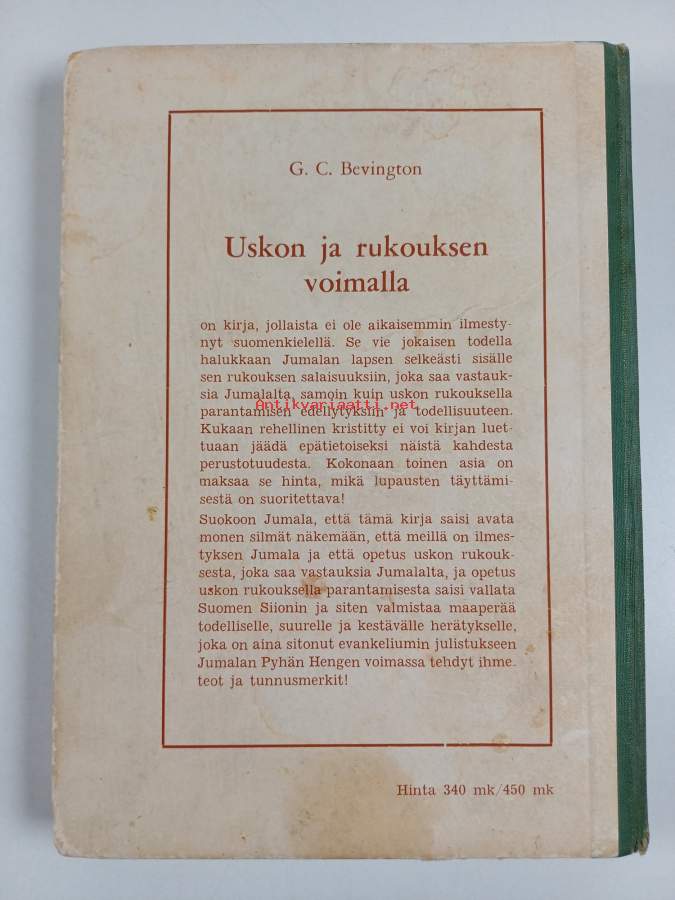 G. C. Bevington
Uskon ja rukouksen
voimalla
on kirja, jollaista ei ole aikaisemmin ilmesty-
nyt suomenkielellä. Se vie jokaisen todella
halukkaan Jumalan lapsen selkeästi sisälle
sen rukouksen salaisuuksiin, joka saa vastauk-
sia Jumalalta, samoin kuin uskon rukouksella
Antikvariaatti.net
parantamisen edellytyksiin ja todellisuuteen.
Kukaan rehellinen kristitty ei voi kirjan luet-
tuaan jäädä epätietoiseksi näistä kahdesta
perustotuudesta. Kokonaan toinen asia on
maksaa se hinta, mikä lupausten täyttämi-
sestä on suoritettava!
Suokoon Jumala, että tämä kirja saisi avata
monen silmät näkemään, että meillä on ilmes-
tyksen Jumala ja että opetus uskon rukouk-
sesta, joka saa vastauksia Jumalalta, ja opetus
uskon rukouksella parantamisesta saisi vallata
Suomen Siionin ja siten valmistaa maaperää
todelliselle, suurelle ja kestävälle herätykselle,
joka on aina sitonut evankeliumin julistukseen
Jumalan Pyhän Hengen voimassa tehdyt ihme-
teot ja tunnusmerkit!
Hinta 340 mk/450 mk